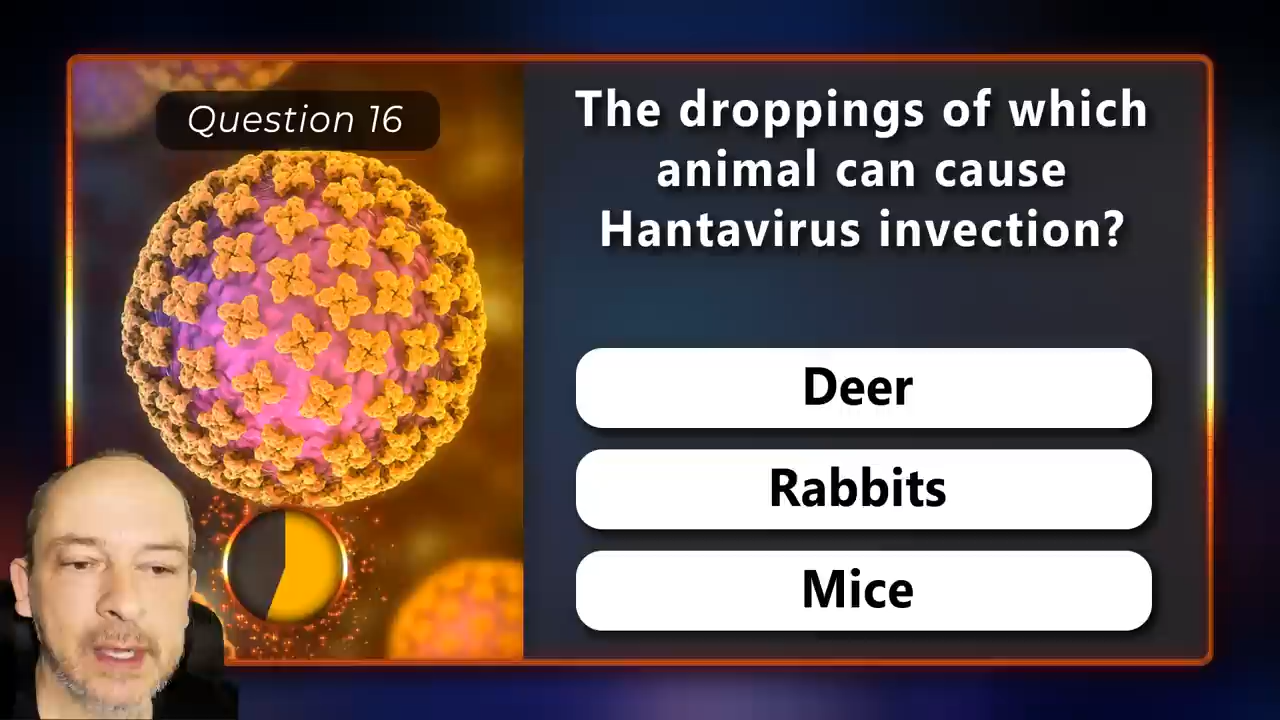 Question 16
The droppings of which
animal can cause
Hantavirus invection?
Deer
Rabbits
Mice